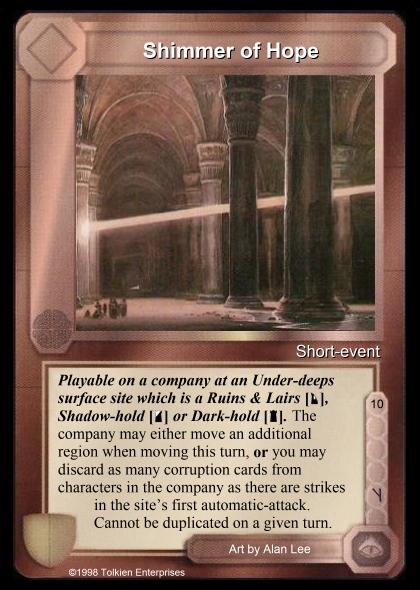 Shimmer of Hope
Short-event
Playable on a company at an Under-deeps
surface site which is a Ruins & Lairs [],
Shadow-hold [] or Dark-hold []. The
company may either move an additional
region when moving this turn, or you may
discard as many corruption cards from
characters in the company as there are strikes
in the site's first automatic-attack.
Cannot be duplicated on a given turn.
10
Art by Alan Lee
©1998 Tolkien Enterprises